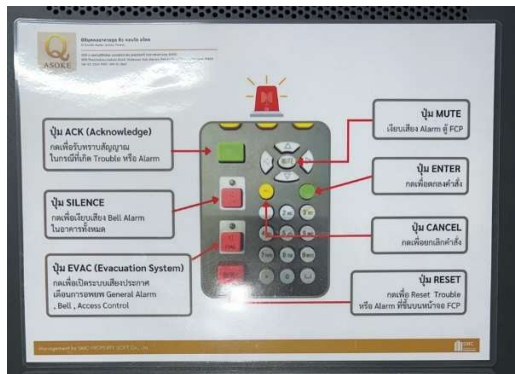 Q
ASOKE
ปุ่ม ACK (Acknowledge)
กดเพื่อรับทราบสัญญาณ
ในกรณีที่เกิด Trouble หรือ Alarm
ปุ่ม SILENCE
กดเพื่อเงียบเสียง Bell Alarm
ในอาคารทั้งหมด
ปุ่ม EVAC (Evacuation System)
กดเพื่อเปิดระบบเสียงประกาศ
เตือนการอพยพ General Alarm
, Bell , Access Control
MUTE
ปุ่ม MUTE
เงียบเสียง Alarm ตู้ FCP
ปุ่ม ENTER
กดเพื่อตกลงคำสั่ง
ปุ่ม CANCEL
กดเพื่อยกเลิกคำสั่ง
ปุ่ม RESET
กดเพื่อ Reset Trouble
หรือ Alarm ที่ขึ้นบนหน้าจอ FCP